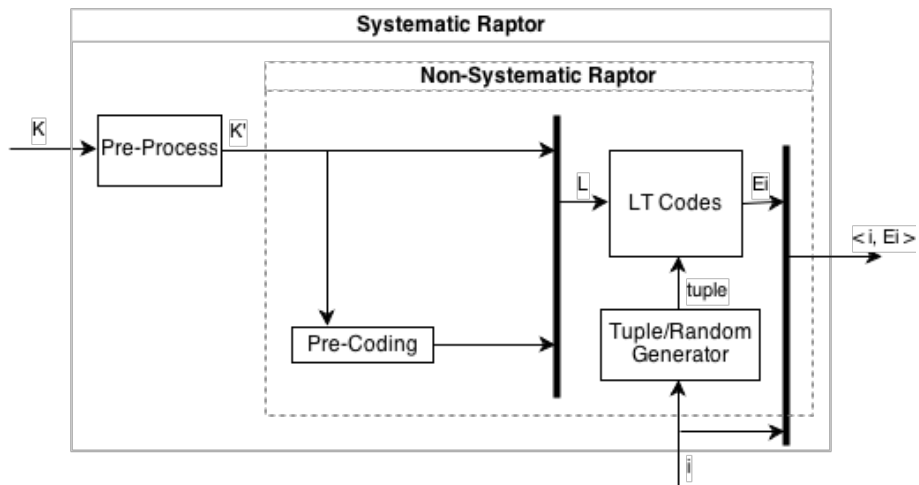 Systematic Raptor
Non-Systematic Raptor
K
Pre-Process
K'
L
LT Codes
Ei
< i, Ei >
tuple
Pre-Coding
Tuple/Random
Generator
i